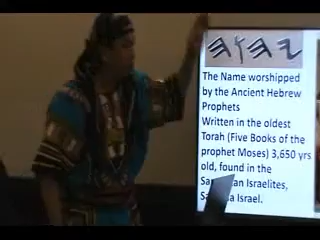 𐤉𐤄𐤅𐤄
The Name worshipped
by the Ancient Hebrew
Prophets
Written in the oldest
Torah (Five Books of the
prophet Moses) 3,650 yrs
old, found in the
Israelites,
Israel.